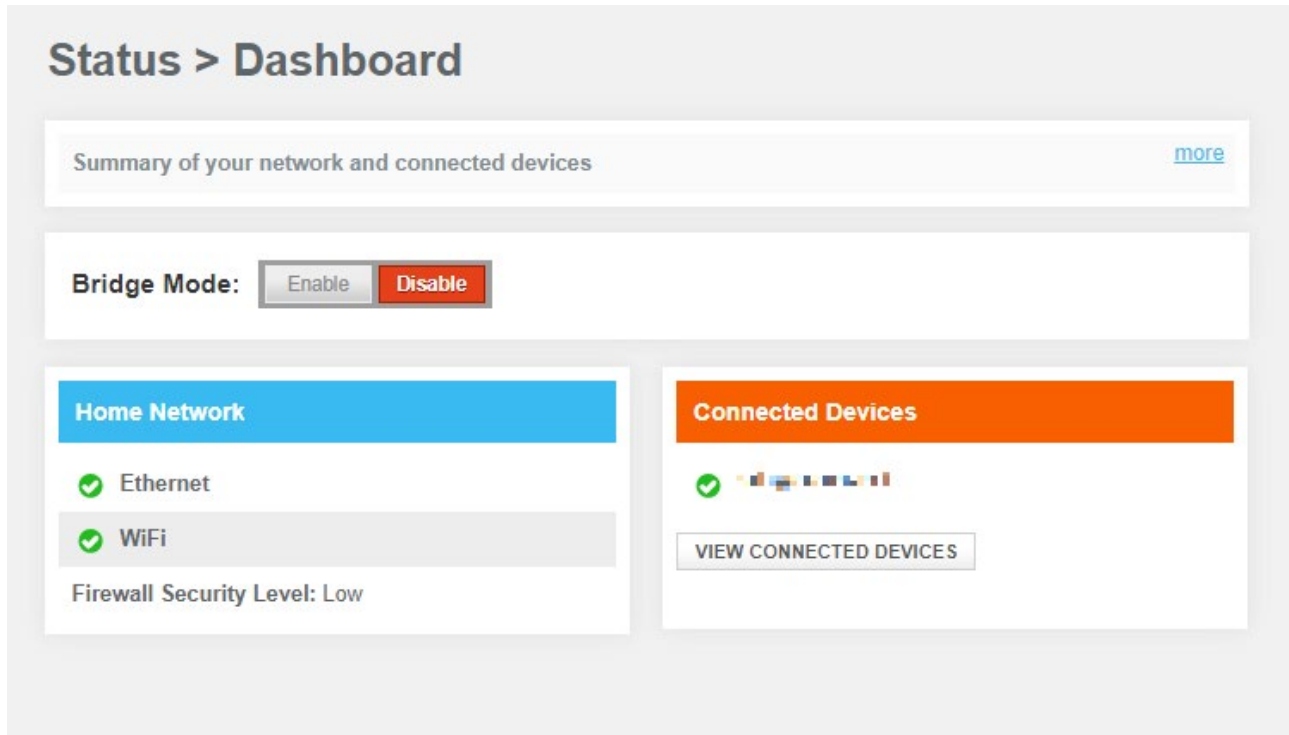 Status > Dashboard
Summary of your network and connected devices
more
Bridge Mode: Enable Disable
Home Network
Ethernet
WiFi
Firewall Security Level: Low
Connected Devices
VIEW CONNECTED DEVICES